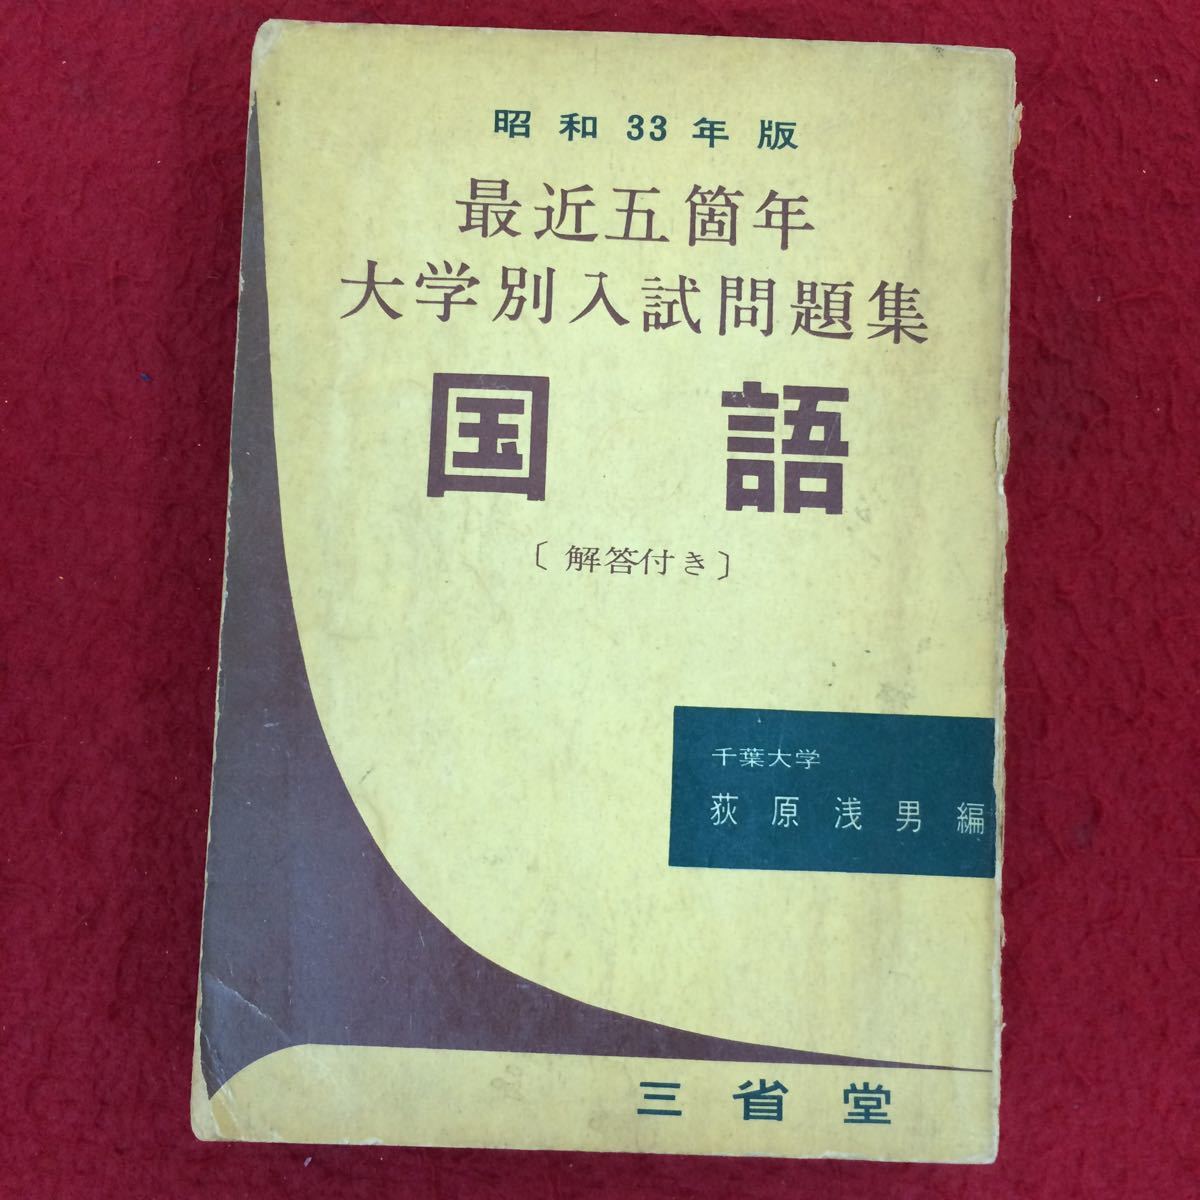 昭和33年版
最近五箇年
大学別入試問題集
国語
〔解答付き〕
千葉大学
荻原浅男編
三省堂